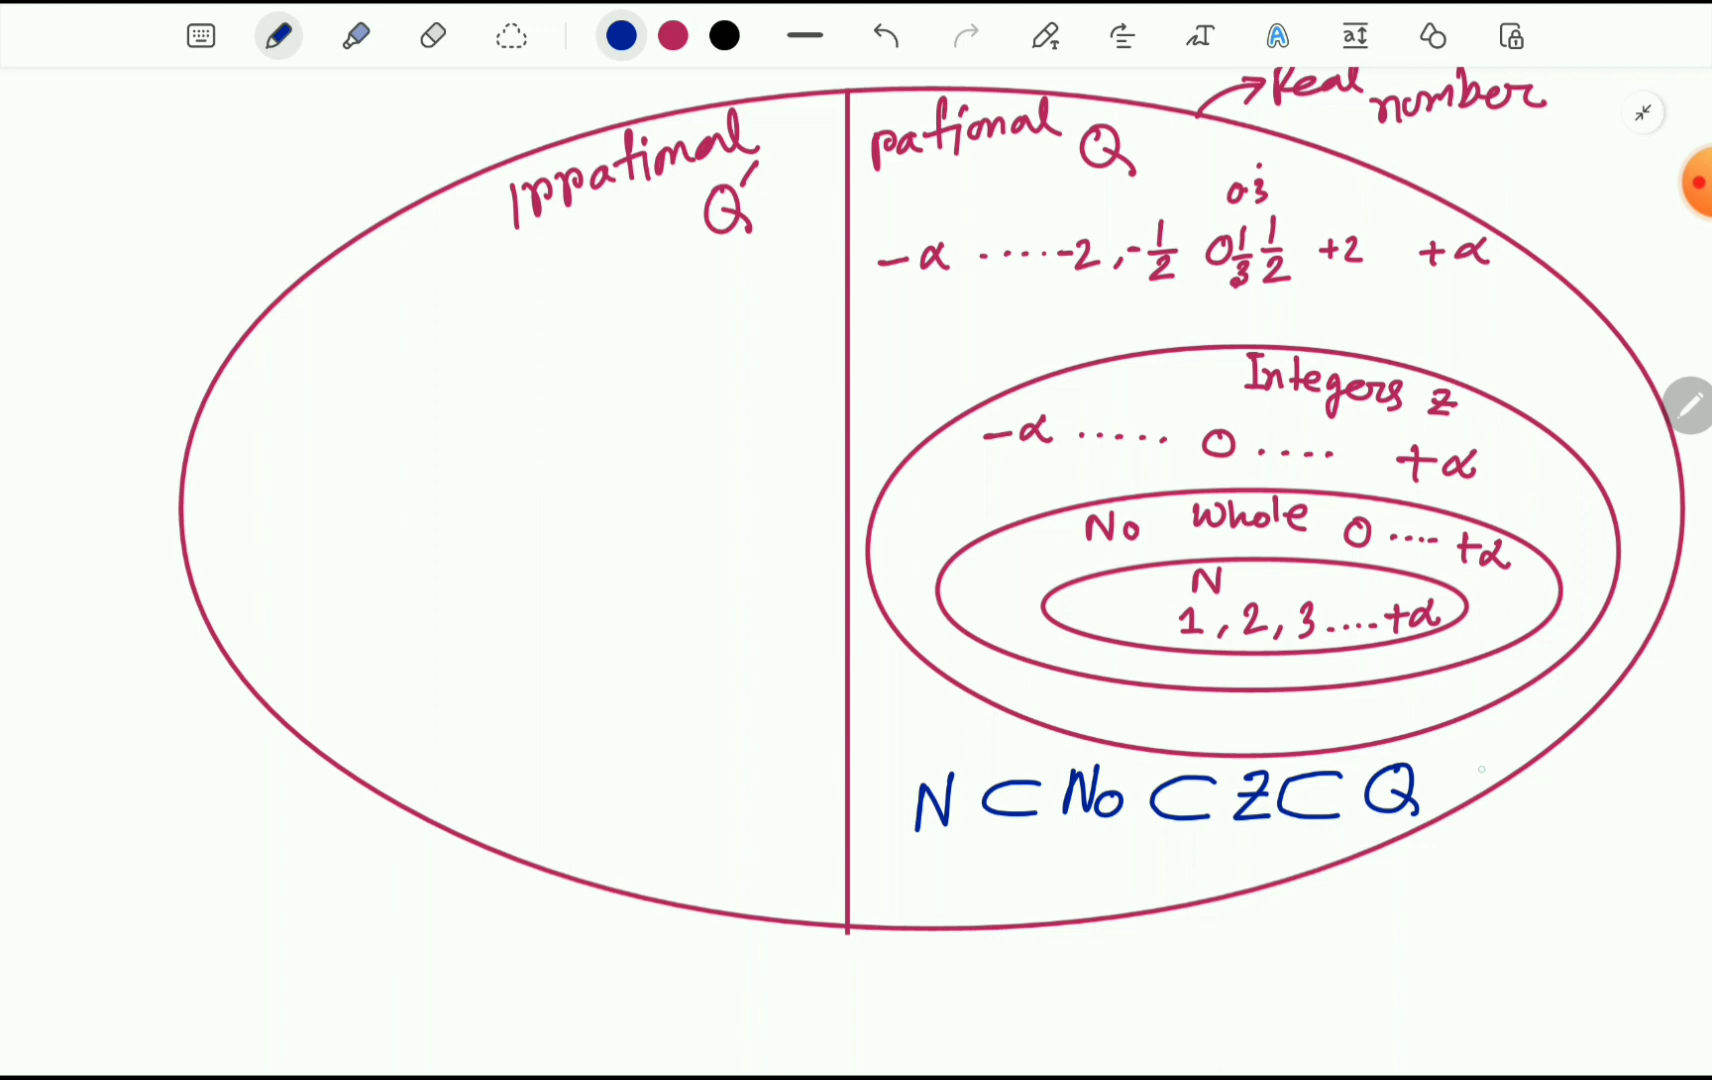 Real number
Irrational Q'
Rational Q
0.3̇
-α ·····-2, -1/2 0 1/3 1/2 +2 +α
Integers Z
-α ····· 0 ···· +α
No Whole 0 ···· +α
N
1, 2, 3 ..... +α
N ⊂ No ⊂ Z ⊂ Q